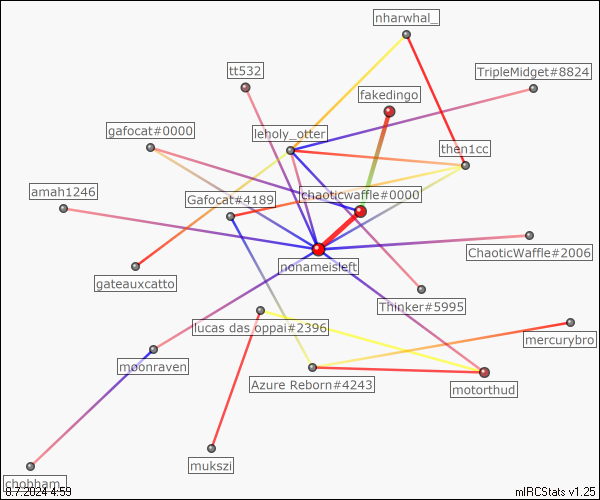 nharwhal_
tt532
TripleMidget#8824
fakedingo
gafocat#0000
leholy_otter
then1cc
amah1246
Gafocat#4189
chaoticwaffle#0000
nonameisleft
ChaoticWaffle#2006
gateauxcatto
Thinker#5995
lucas das oppai#2396
mercurybro
moonraven
Azure Reborn#4243
motorthud
mukszi
chobham_
8.7.2024 4:59
mIRCStats v1.25